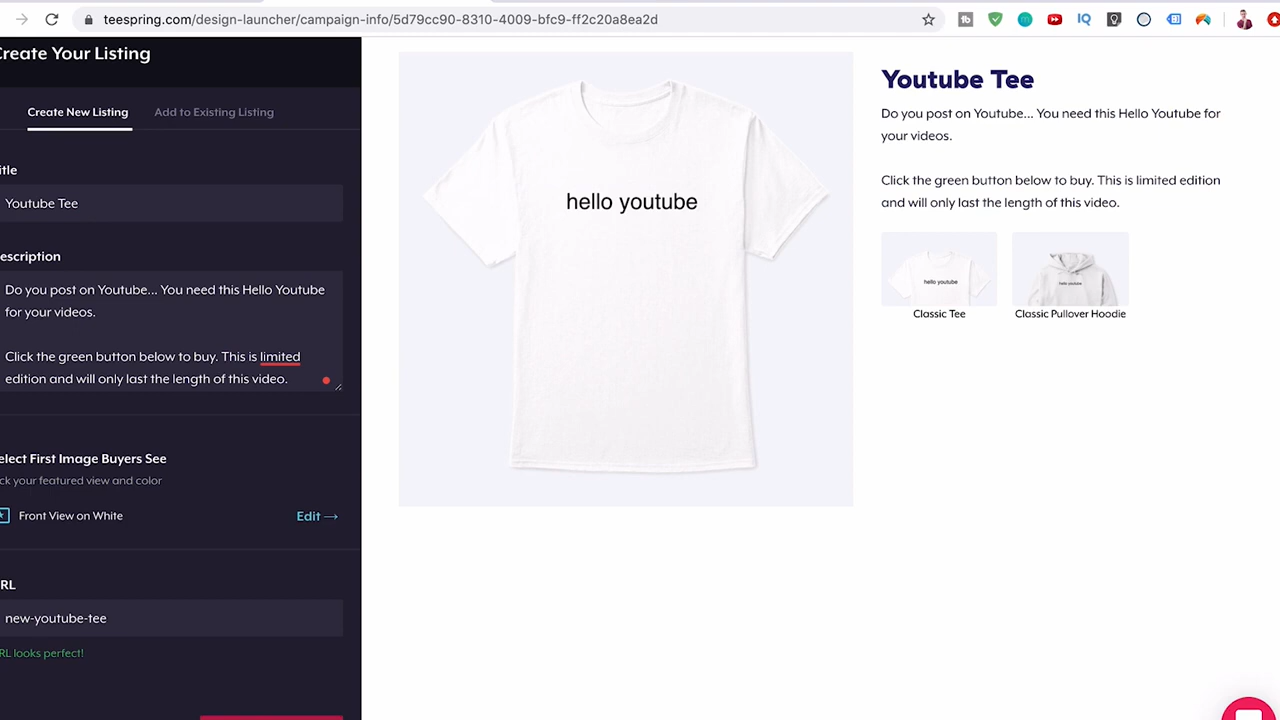 teespring.com/design-launcher/campaign-info/5d79cc90-8310-4009-bfc9-ff2c20a8ea2d
Create Your Listing
Create New Listing
Add to Existing Listing
itle
Youtube Tee
escription
Do you post on Youtube... You need this Hello Youtube
for your videos.
Click the green button below to buy. This is limited
edition and will only last the length of this video.
elect First Image Buyers See
ck your featured view and color
Front View on White
Edit →
RL
new-youtube-tee
RL looks perfect!
hello youtube
Youtube Tee
Do you post on Youtube... You need this Hello Youtube for
your videos.
Click the green button below to buy. This is limited edition
and will only last the length of this video.
hello youtube
Classic Tee
hello youtube
Classic Pullover Hoodie
tb
IQ